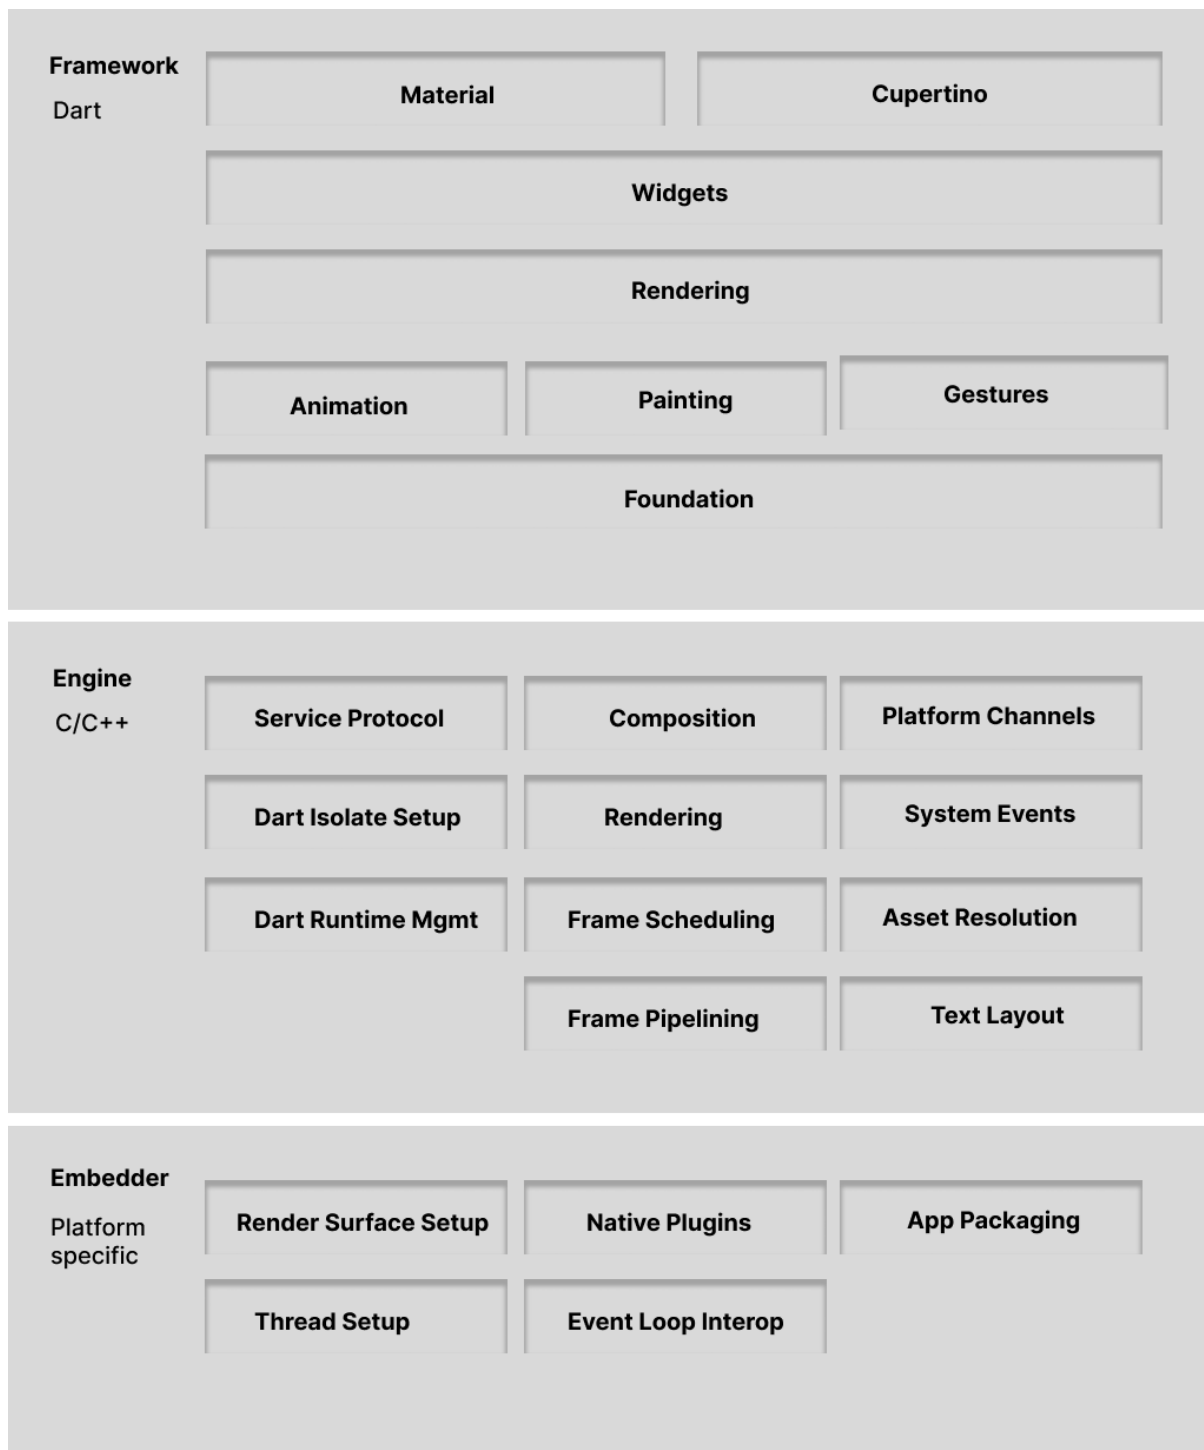 Framework
Dart
Material
Cupertino
Widgets
Rendering
Animation
Painting
Gestures
Foundation
Engine
C/C++
Service Protocol
Composition
Platform Channels
Dart Isolate Setup
Rendering
System Events
Dart Runtime Mgmt
Frame Scheduling
Asset Resolution
Frame Pipelining
Text Layout
Embedder
Platform
specific
Render Surface Setup
Native Plugins
App Packaging
Thread Setup
Event Loop Interop